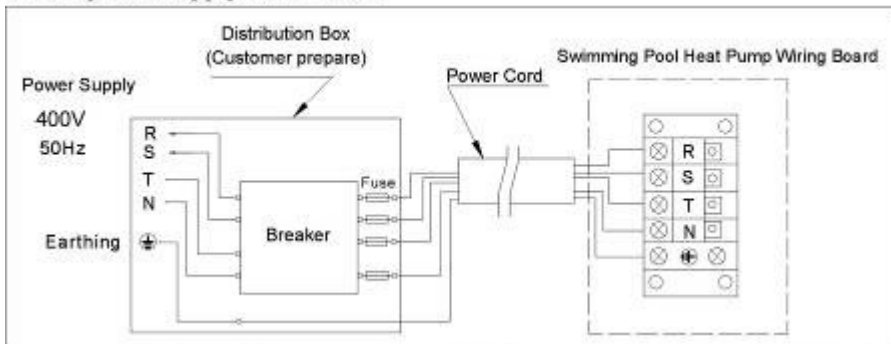 Distribution Box
(Customer prepare)
Swimming Pool Heat Pump Wiring Board
Power Cord
Power Supply
400V
50Hz
R
S
T
N
Earthing
Fuse
Breaker
R
S
T
N